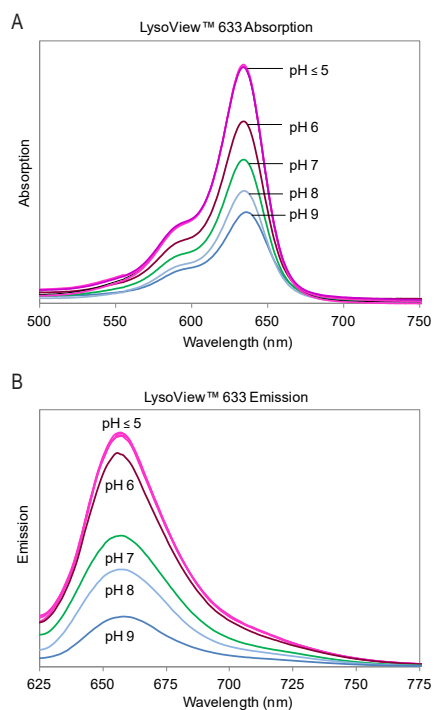 A
LysoView™ 633 Absorption
pH ≤ 5
pH 6
pH 7
pH 8
pH 9
Absorption
500 550 600 650 700 750
Wavelength (nm)
B
LysoView™ 633 Emission
pH ≤ 5
pH 6
pH 7
pH 8
pH 9
Emission
625 650 675 700 725 750 775
Wavelength (nm)